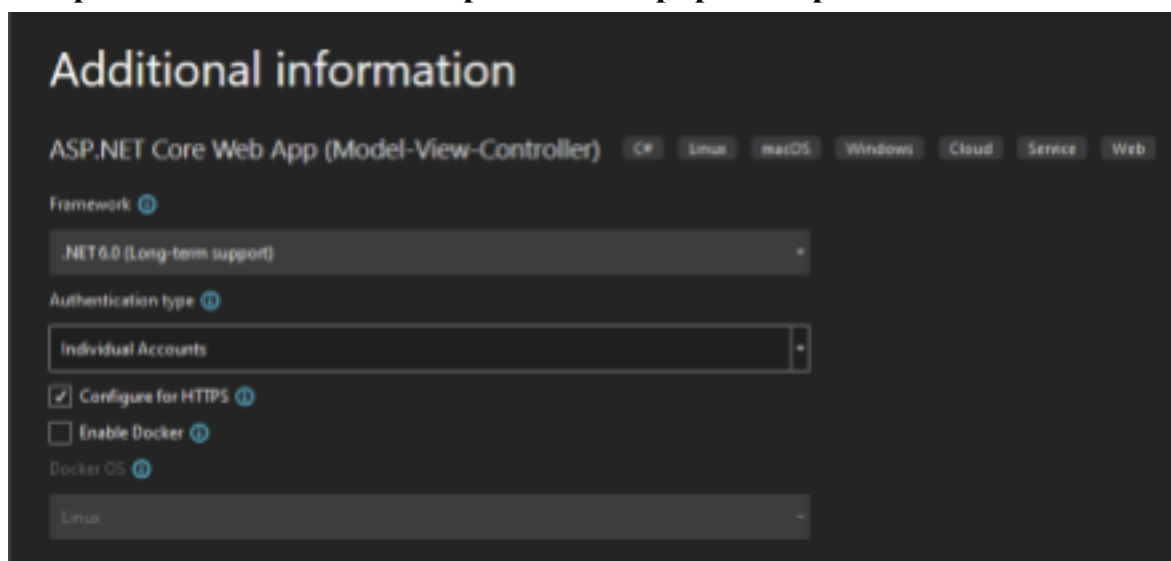 Additional information
ASP.NET Core Web App (Model-View-Controller) C# Linux macOS Windows Cloud Service Web
Framework
.NET 6.0 (Long-term support)
Authentication type
Individual Accounts
Configure for HTTPS
Enable Docker
Docker OS
Linux